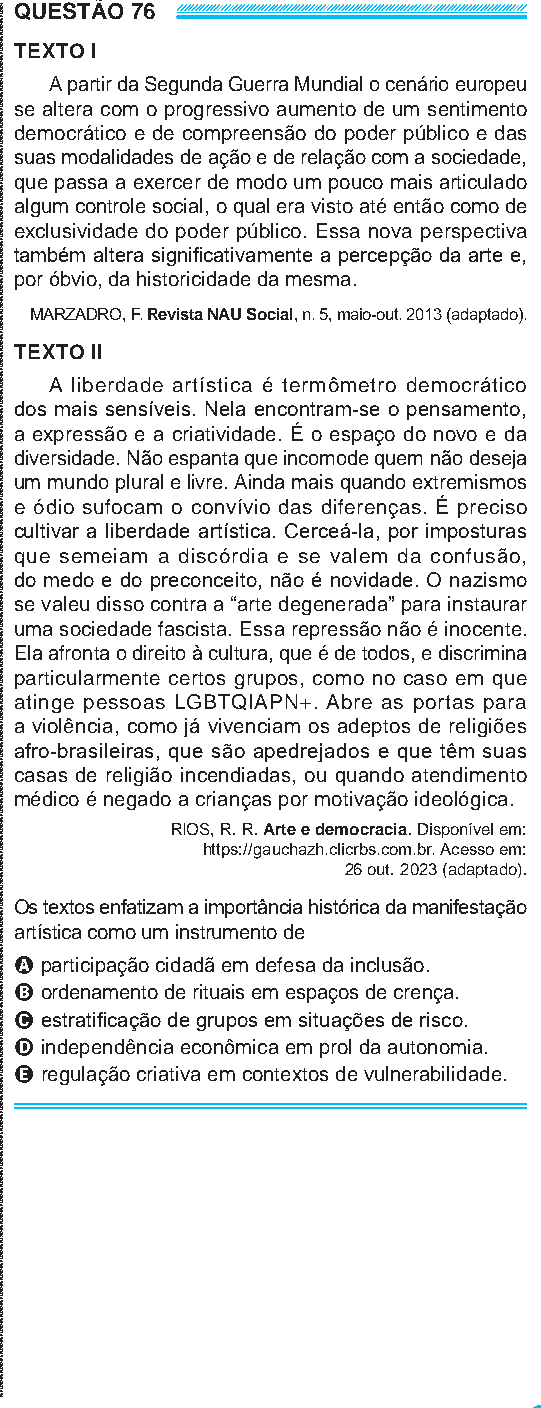 QUESTÃO 76
TEXTO I
A partir da Segunda Guerra Mundial o cenário europeu
se altera com o progressivo aumento de um sentimento
democrático e de compreensão do poder público e das
suas modalidades de ação e de relação com a sociedade,
que passa a exercer de modo um pouco mais articulado
algum controle social, o qual era visto até então como de
exclusividade do poder público. Essa nova perspectiva
também altera significativamente a percepção da arte e,
por óbvio, da historicidade da mesma.
MARZADRO, F. Revista NAU Social, n. 5, maio-out. 2013 (adaptado).
TEXTO II
A liberdade artística é termômetro democrático
dos mais sensíveis. Nela encontram-se o pensamento,
a expressão e a criatividade. É o espaço do novo e da
diversidade. Não espanta que incomode quem não deseja
um mundo plural e livre. Ainda mais quando extremismos
e ódio sufocam o convívio das diferenças. É preciso
cultivar a liberdade artística. Cerceá-la, por imposturas
que semeiam a discórdia e se valem da confusão,
do medo e do preconceito, não é novidade. O nazismo
se valeu disso contra a “arte degenerada” para instaurar
uma sociedade fascista. Essa repressão não é inocente.
Ela afronta o direito à cultura, que é de todos, e discrimina
particularmente certos grupos, como no caso em que
atinge pessoas LGBTQIAPN+. Abre as portas para
a violência, como já vivenciam os adeptos de religiões
afro-brasileiras, que são apedrejados e que têm suas
casas de religião incendiadas, ou quando atendimento
médico é negado a crianças por motivação ideológica.
RIOS, R. R. Arte e democracia. Disponível em:
https://gauchazh.clicrbs.com.br. Acesso em:
26 out. 2023 (adaptado).
Os textos enfatizam a importância histórica da manifestação
artística como um instrumento de
A participação cidadã em defesa da inclusão.
B ordenamento de rituais em espaços de crença.
C estratificação de grupos em situações de risco.
D independência econômica em prol da autonomia.
E regulação criativa em contextos de vulnerabilidade.